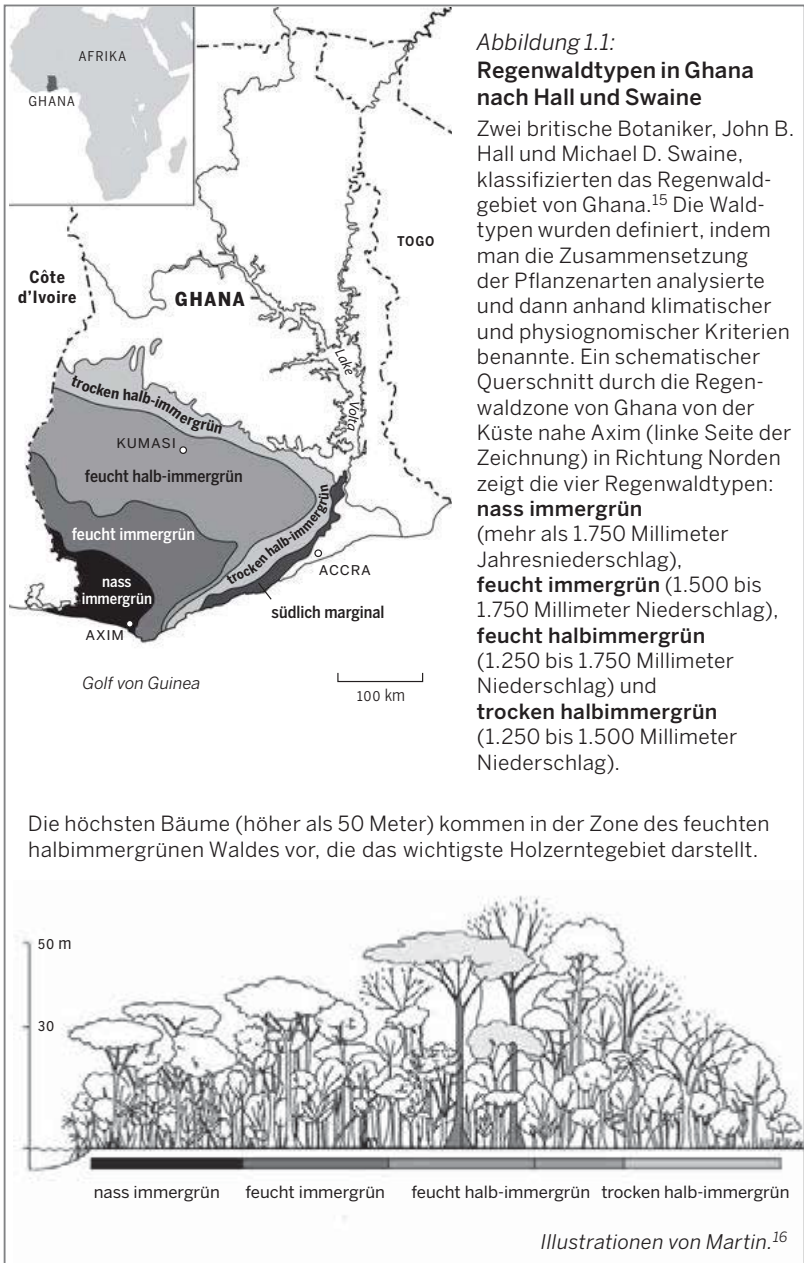 AFRIKA
GHANA
Côte
d'Ivoire
GHANA
TOGO
Lake
Volta
trocken halb-immergrün
KUMASI
feucht halb-immergrün
feucht immergrün
trocken halb-immergrün
nass
immergrün
ACCRA
südlich marginal
AXIM
Golf von Guinea
100 km
Abbildung 1.1:
Regenwaldtypen in Ghana
nach Hall und Swaine
Zwei britische Botaniker, John B.
Hall und Michael D. Swaine,
klassifizierten das Regenwald-
gebiet von Ghana.15 Die Wald-
typen wurden definiert, indem
man die Zusammensetzung
der Pflanzenarten analysierte
und dann anhand klimatischer
und physiognomischer Kriterien
benannte. Ein schematischer
Querschnitt durch die Regen-
waldzone von Ghana von der
Küste nahe Axim (linke Seite der
Zeichnung) in Richtung Norden
zeigt die vier Regenwaldtypen:
nass immergrün
(mehr als 1.750 Millimeter
Jahresniederschlag),
feucht immergrün (1.500 bis
1.750 Millimeter Niederschlag),
feucht halbimmergrün
(1.250 bis 1.750 Millimeter
Niederschlag) und
trocken halbimmergrün
(1.250 bis 1.500 Millimeter
Niederschlag).
Die höchsten Bäume (höher als 50 Meter) kommen in der Zone des feuchten
halbimmergrünen Waldes vor, die das wichtigste Holzerntegebiet darstellt.
50 m
30
nass immergrün feucht immergrün feucht halb-immergrün trocken halb-immergrün
Illustrationen von Martin.16